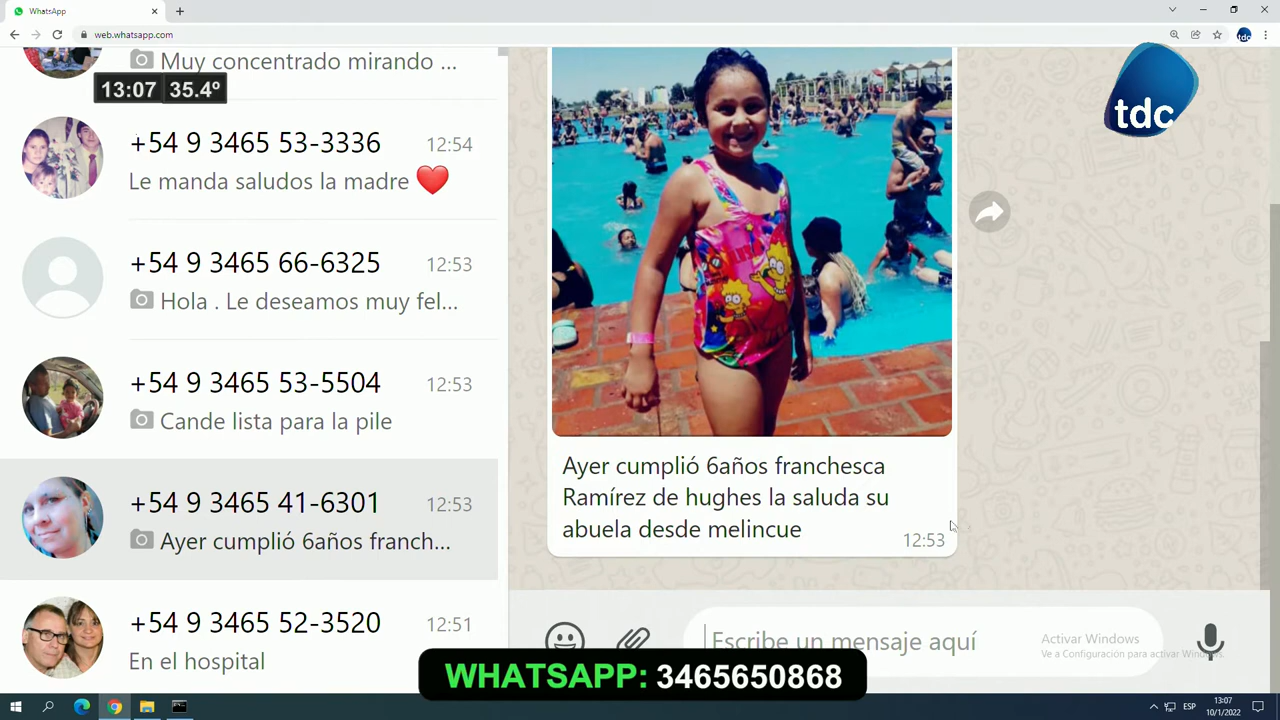 WhatsApp
web.whatsapp.com
tdc
Muy concentrado mirando ...
13:07 35.4º
tdc
+54 9 3465 53-3336 12:54
Le manda saludos la madre ❤️
+54 9 3465 66-6325 12:53
Hola . Le deseamos muy fel...
+54 9 3465 53-5504 12:53
Cande lista para la pile
+54 9 3465 41-6301 12:53
Ayer cumplió 6años franch...
+54 9 3465 52-3520 12:51
En el hospital
Ayer cumplió 6años franchesca
Ramírez de hughes la saluda su
abuela desde melincue
12:53
Escribe un mensaje aquí
Activar Windows
Ve a Configuración para activar Windows.
WHATSAPP: 3465650868
ESP
13:07
10/1/2022